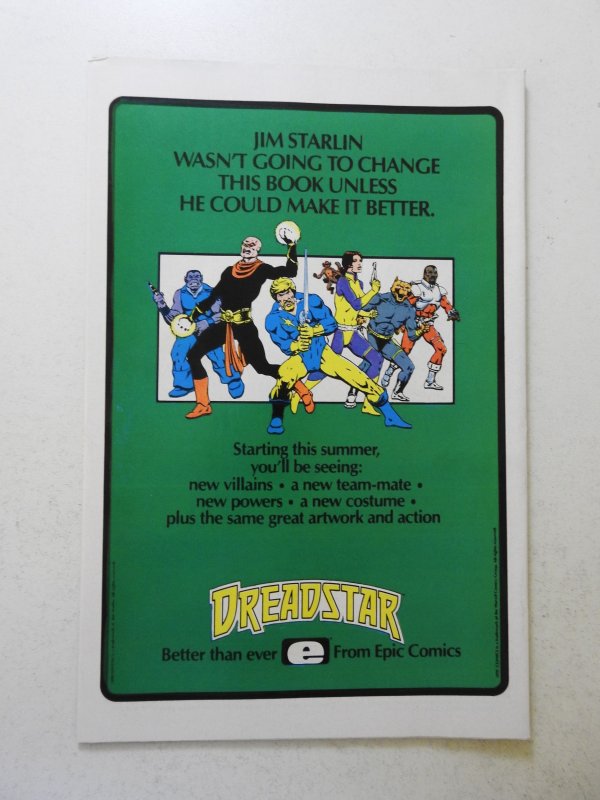 JIM STARLIN
WASN'T GOING TO CHANGE
THIS BOOK UNLESS
HE COULD MAKE IT BETTER.
Starting this summer,
you'll be seeing:
new villains • a new team-mate •
new powers • a new costume •
plus the same great artwork and action
DREADSTAR
Better than ever e From Epic Comics